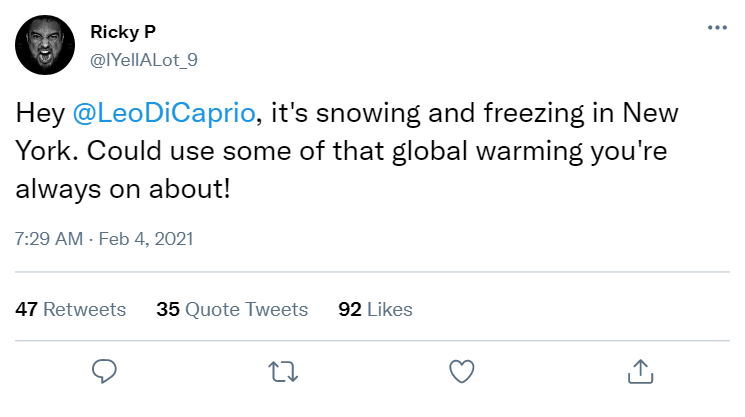 Ricky P
@IYellALot_9
Hey @LeoDiCaprio, it's snowing and freezing in New
York. Could use some of that global warming you're
always on about!
7:29 AM · Feb 4, 2021
47 Retweets 35 Quote Tweets 92 Likes